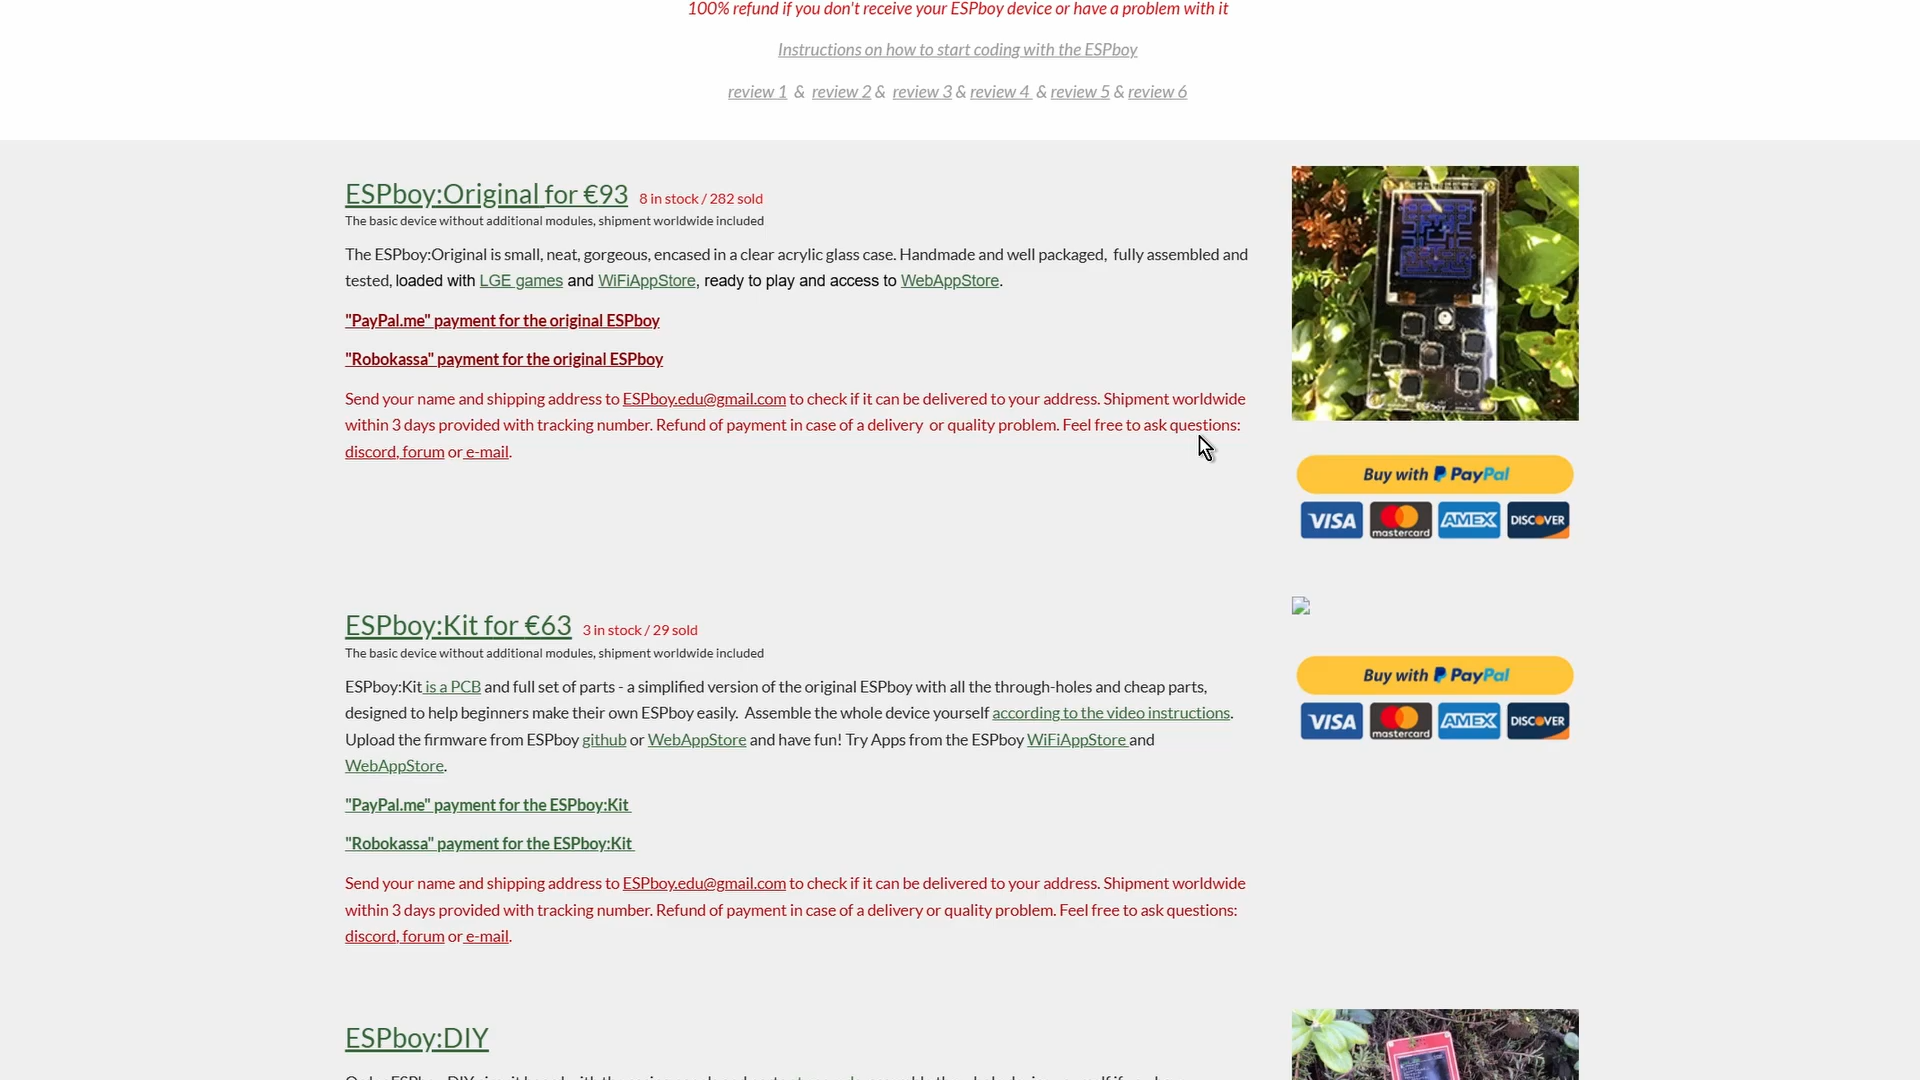 100% refund if you don't receive your ESPboy device or have a problem with it
Instructions on how to start coding with the ESPboy
review 1 & review 2 & review 3 & review 4 & review 5 & review 6
ESPboy:Original for €93 8 in stock / 282 sold
The basic device without additional modules, shipment worldwide included
The ESPboy:Original is small, neat, gorgeous, encased in a clear acrylic glass case. Handmade and well packaged, fully assembled and
tested, loaded with LGE games and WiFiAppStore, ready to play and access to WebAppStore.
"PayPal.me" payment for the original ESPboy
"Robokassa" payment for the original ESPboy
Send your name and shipping address to ESPboy.edu@gmail.com to check if it can be delivered to your address. Shipment worldwide
within 3 days provided with tracking number. Refund of payment in case of a delivery or quality problem. Feel free to ask questions:
discord, forum or e-mail.
Buy with PayPal
VISA mastercard AMEX DISCOVER
ESPboy:Kit for €63 3 in stock / 29 sold
The basic device without additional modules, shipment worldwide included
ESPboy:Kit is a PCB and full set of parts - a simplified version of the original ESPboy with all the through-holes and cheap parts,
designed to help beginners make their own ESPboy easily. Assemble the whole device yourself according to the video instructions.
Upload the firmware from ESPboy github or WebAppStore and have fun! Try Apps from the ESPboy WiFiAppStore and
WebAppStore.
"PayPal.me" payment for the ESPboy:Kit
"Robokassa" payment for the ESPboy:Kit
Send your name and shipping address to ESPboy.edu@gmail.com to check if it can be delivered to your address. Shipment worldwide
within 3 days provided with tracking number. Refund of payment in case of a delivery or quality problem. Feel free to ask questions:
discord, forum or e-mail.
Buy with PayPal
VISA mastercard AMEX DISCOVER
ESPboy:DIY